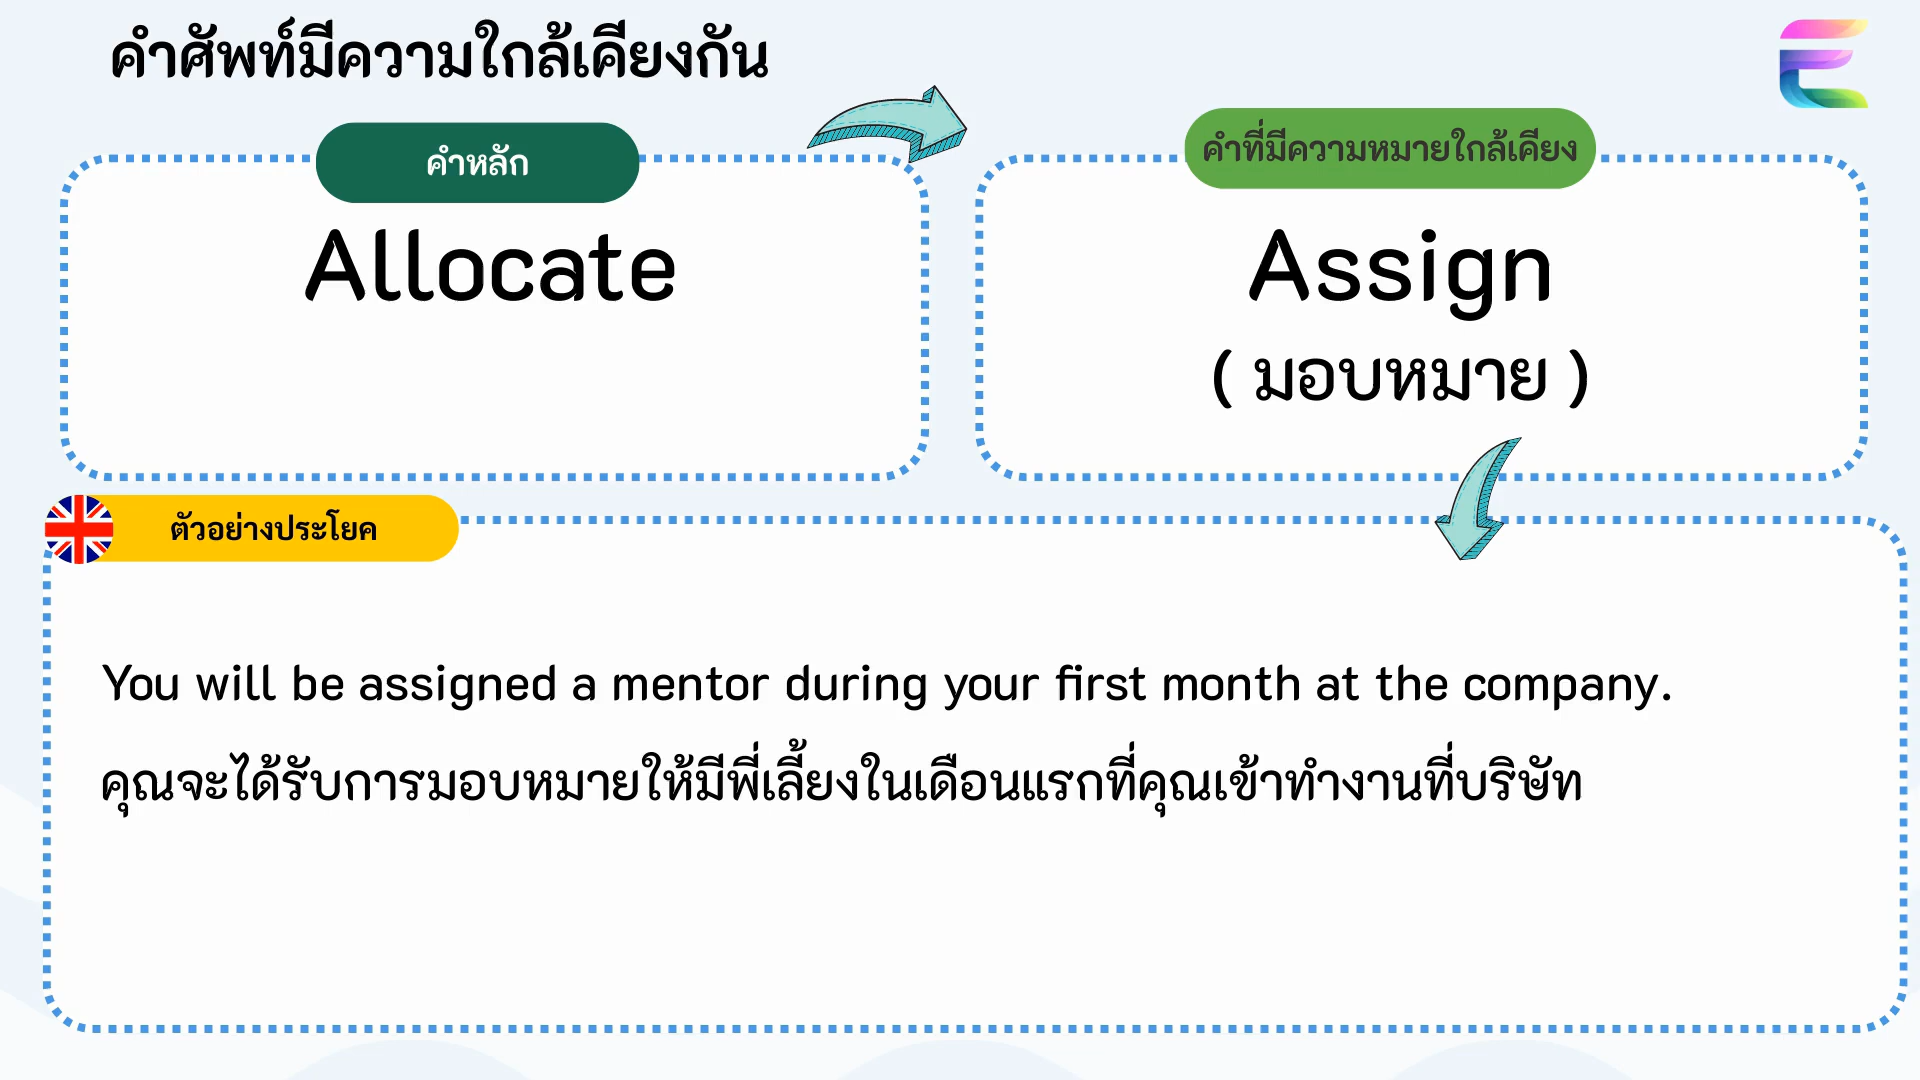 คำศัพท์มีความใกล้เคียงกัน
คำหลัก
Allocate
คำที่มีความหมายใกล้เคียง
Assign
( มอบหมาย )
ตัวอย่างประโยค
You will be assigned a mentor during your first month at the company.
คุณจะได้รับการมอบหมายให้มีพี่เลี้ยงในเดือนแรกที่คุณเข้าทำงานที่บริษัท